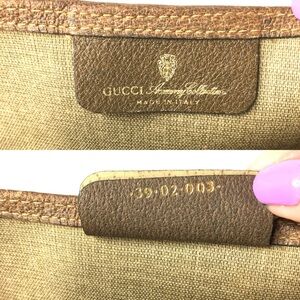 GUCCI Accessory Collection
MADE IN ITALY
·39·02·003·